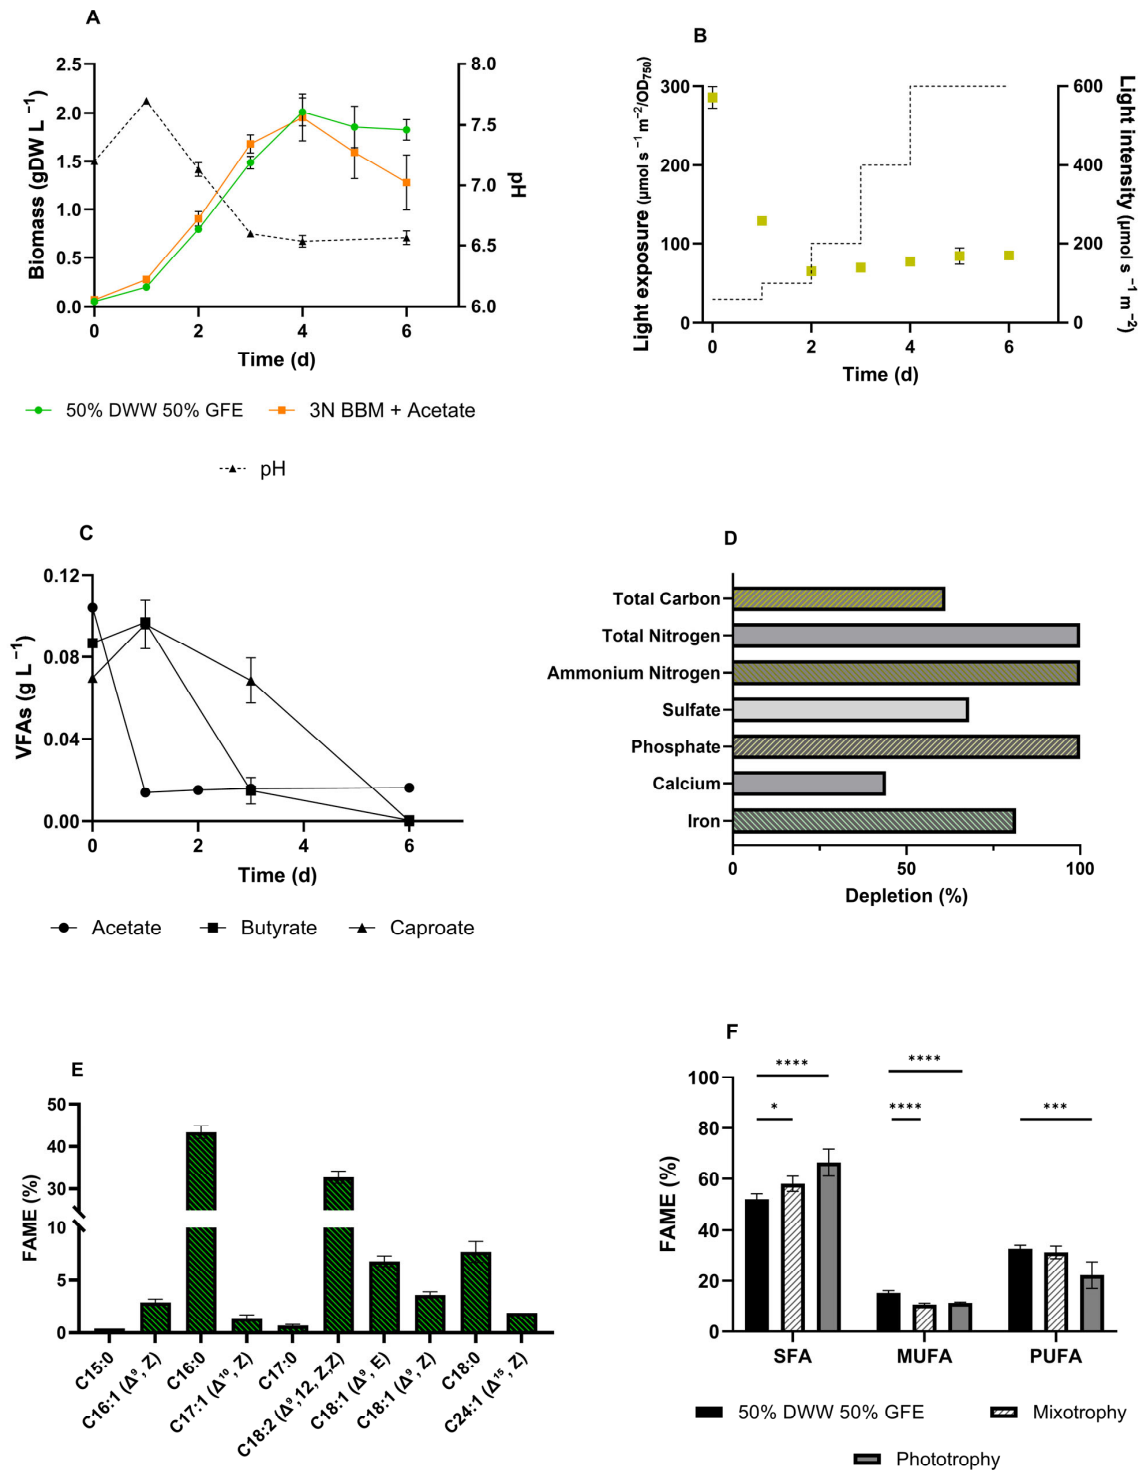 A
Biomass (gDW L⁻¹)
2.5
2.0
1.5
1.0
0.5
0.0
8.0
7.5
7.0
6.5
6.0
pH
0 2 4 6
Time (d)
50% DWW 50% GFE 3N BBM + Acetate
pH
B
Light exposure (µmol s⁻¹ m⁻²/OD₇₅₀)
300
200
100
0
600
400
200
0
Light intensity (µmol s⁻¹ m⁻²)
0 2 4 6
Time (d)
C
VFAs (g L⁻¹)
0.12
0.08
0.04
0.00
0 2 4 6
Time (d)
Acetate Butyrate Caproate
D
Total Carbon
Total Nitrogen
Ammonium Nitrogen
Sulfate
Phosphate
Calcium
Iron
0 50 100
Depletion (%)
E
FAME (%)
50
40
30
10
5
0
C15:0
C16:1 (Δ⁹, Z)
C16:0
C17:1 (Δ¹⁰, Z)
C17:0
C18:2 (Δ⁹,12, Z,Z)
C18:1 (Δ⁹, E)
C18:1 (Δ⁹, Z)
C18:0
C24:1 (Δ¹⁵, Z)
F
FAME (%)
100
80
60
40
20
0
**** ****
* **** ***
SFA MUFA PUFA
50% DWW 50% GFE Mixotrophy
Phototrophy